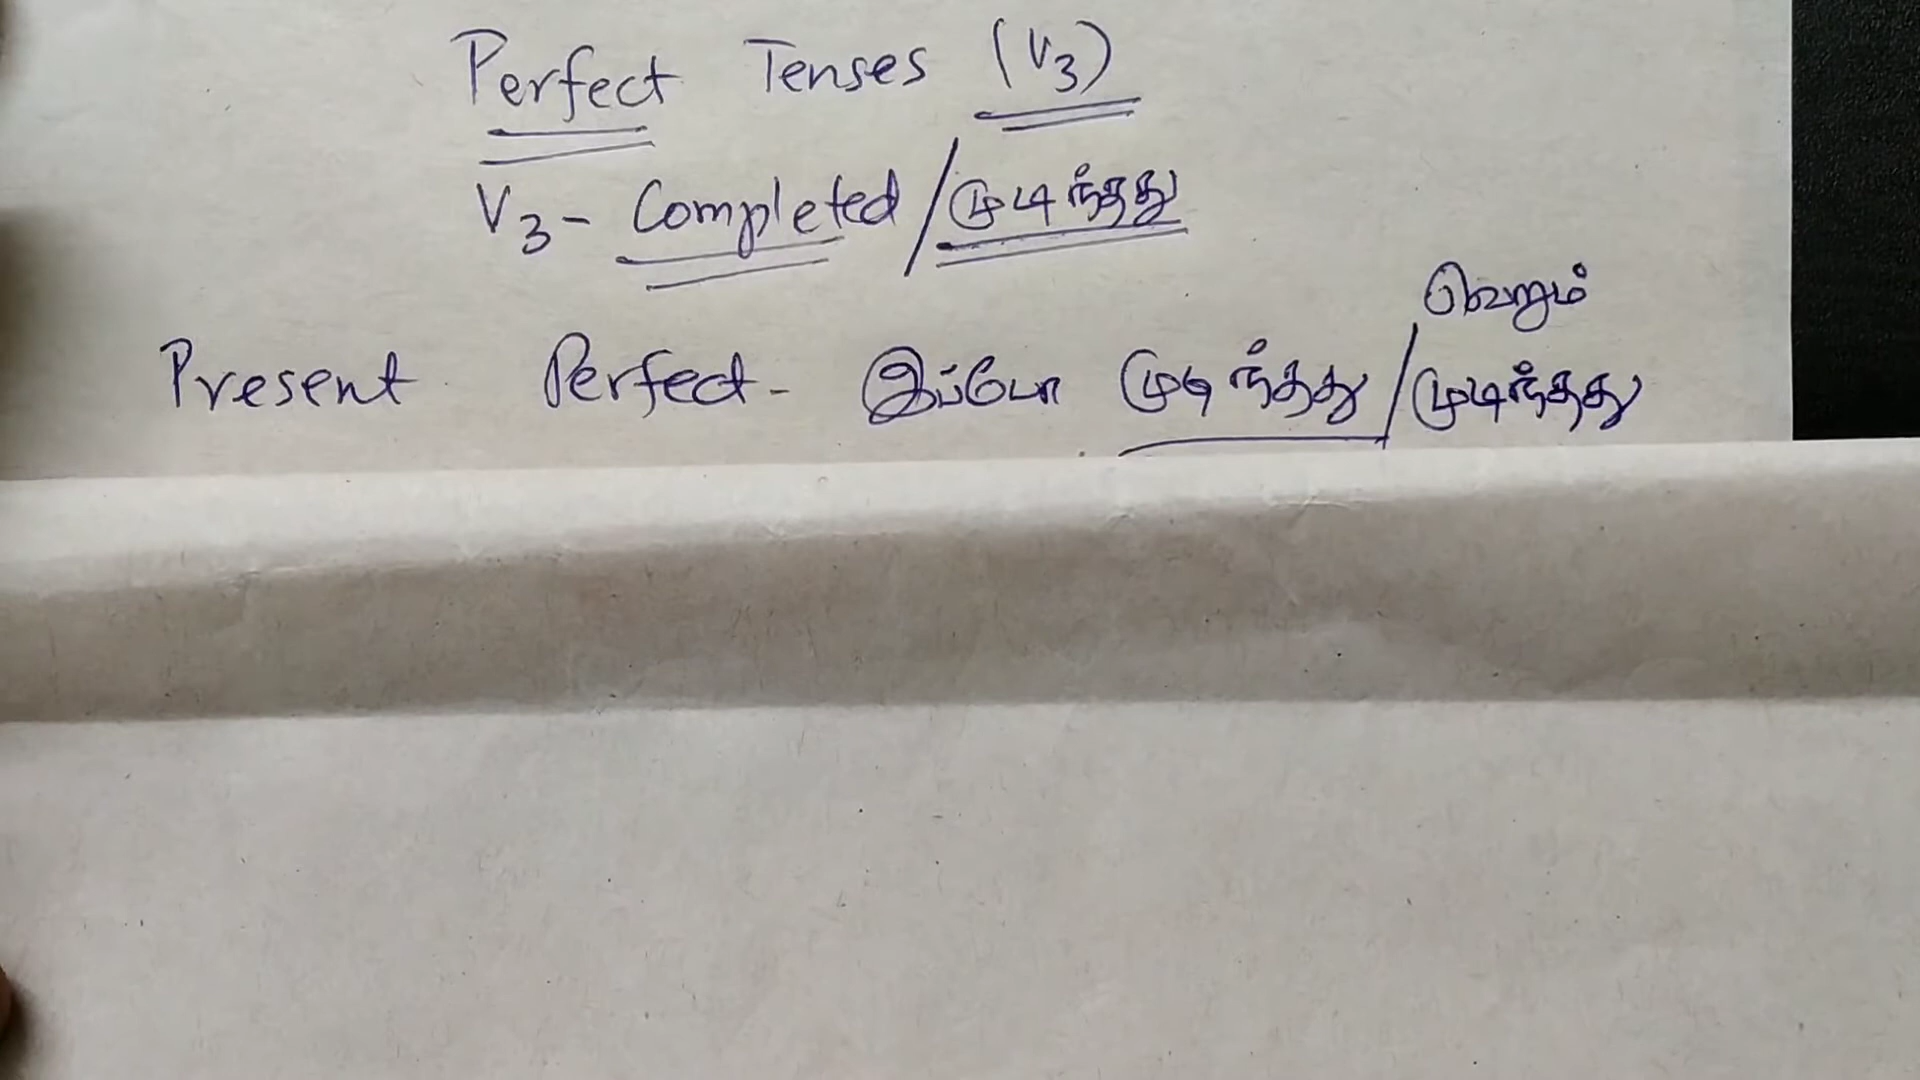 Perfect Tenses (V3)
V3 - Completed / முடிந்தது
வெறும்
Present Perfect - இப்போ முடிந்தது / முடிந்தது